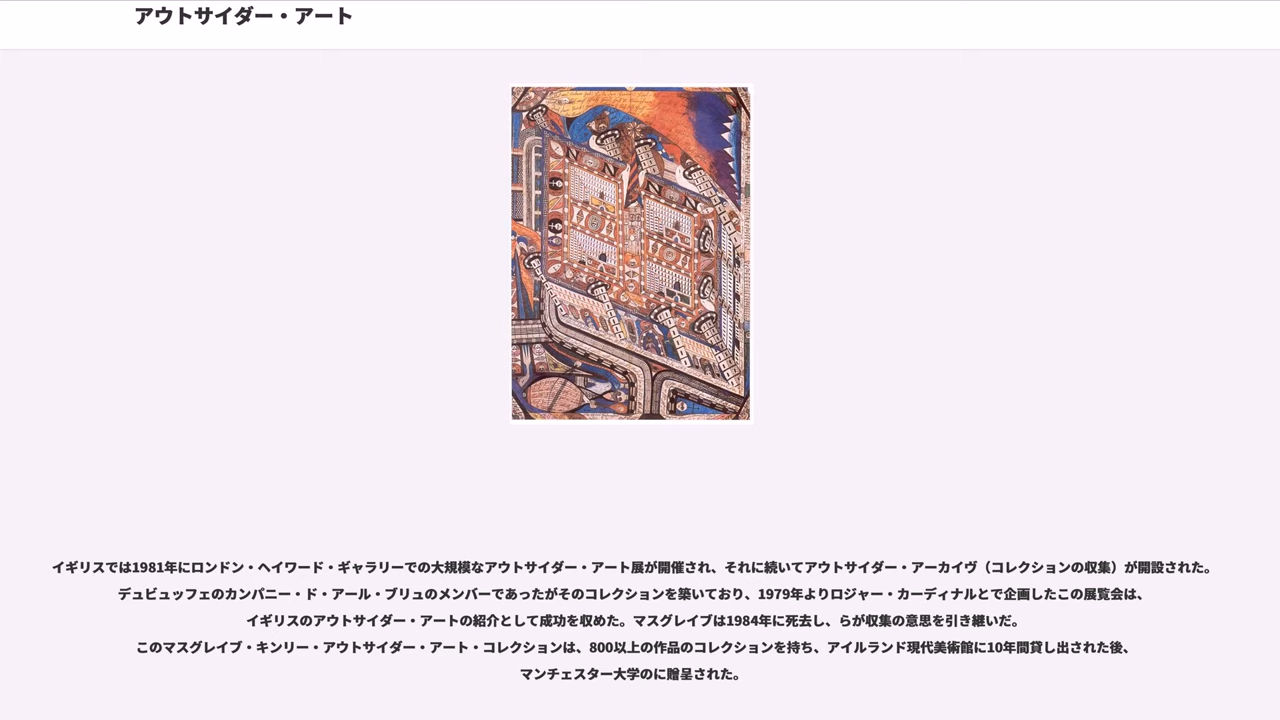 アウトサイダー・アート
イギリスでは1981年にロンドン・ヘイワード・ギャラリーでの大規模なアウトサイダー・アート展が開催され、それに続いてアウトサイダー・アーカイヴ（コレクションの収集）が開設された。
デュビュッフェのカンパニー・ド・アール・ブリュのメンバーであったがそのコレクションを築いており、1979年よりロジャー・カーディナルとで企画したこの展覧会は、
イギリスのアウトサイダー・アートの紹介として成功を収めた。マスグレイブは1984年に死去し、らが収集の意思を引き継いだ。
このマスグレイブ・キンリー・アウトサイダー・アート・コレクションは、800以上の作品のコレクションを持ち、アイルランド現代美術館に10年間貸し出された後、
マンチェスター大学のに贈呈された。